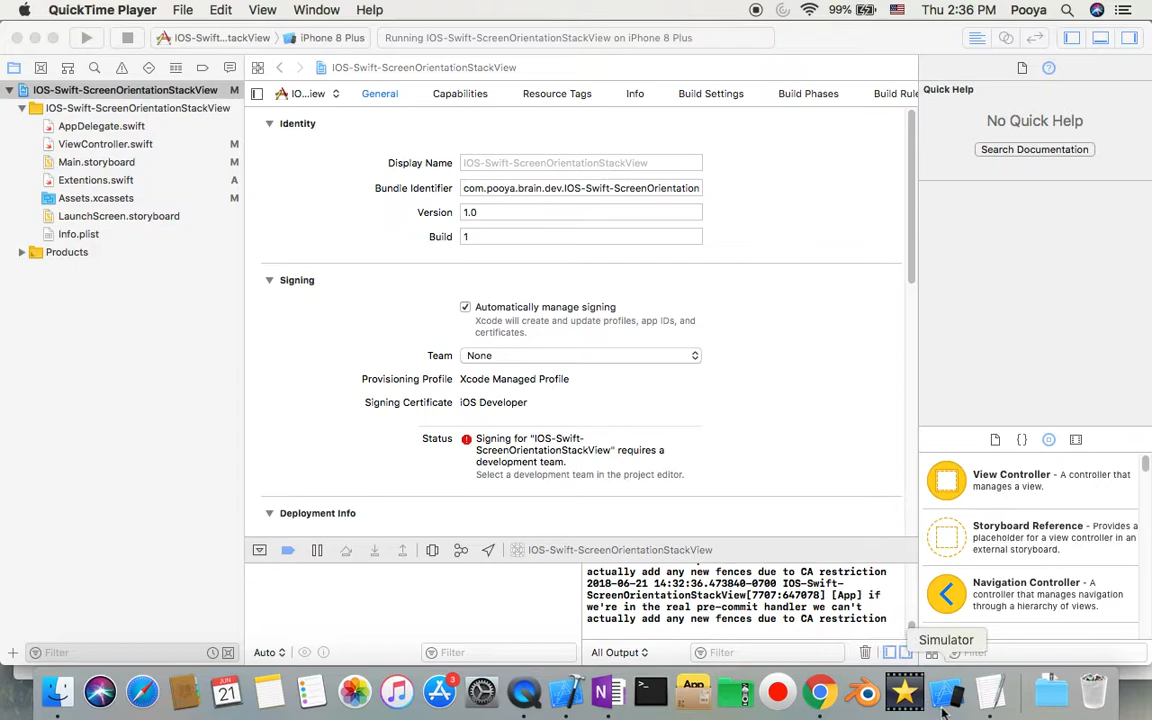 QuickTime Player File Edit View Window Help 99% Thu 2:36 PM Pooya
IOS-Swift...tackView iPhone 8 Plus Running IOS-Swift-ScreenOrientationStackView on iPhone 8 Plus
IOS-Swift-ScreenOrientationStackView
IOS-Swift-ScreenOrientationStackView M
IOS-Swift-ScreenOrientationStackView
AppDelegate.swift
ViewController.swift M
Main.storyboard M
Extentions.swift A
Assets.xcassets M
LaunchScreen.storyboard
Info.plist
Products
IO...iew General Capabilities Resource Tags Info Build Settings Build Phases Build Rule
Identity
Display Name IOS-Swift-ScreenOrientationStackView
Bundle Identifier com.pooya.brain.dev.IOS-Swift-ScreenOrientation
Version 1.0
Build 1
Signing
Automatically manage signing
Xcode will create and update profiles, app IDs, and
certificates.
Team None
Provisioning Profile Xcode Managed Profile
Signing Certificate iOS Developer
Status Signing for "IOS-Swift-
ScreenOrientationStackView" requires a
development team.
Select a development team in the project editor.
Deployment Info
IOS-Swift-ScreenOrientationStackView
actually add any new fences due to CA restriction
2018-06-21 14:32:36.473840-0700 IOS-Swift-
ScreenOrientationStackView[7707:647078] [App] if
we're in the real pre-commit handler we can't
actually add any new fences due to CA restriction
Quick Help
No Quick Help
Search Documentation
{}
View Controller - A controller that
manages a view.
Storyboard Reference - Provides a
placeholder for a view controller in an
external storyboard.
Navigation Controller - A
controller that manages navigation
through a hierarchy of views.
Simulator
Filter
Auto
Filter
All Output
Filter
Filter
JUN
21
3
N
App